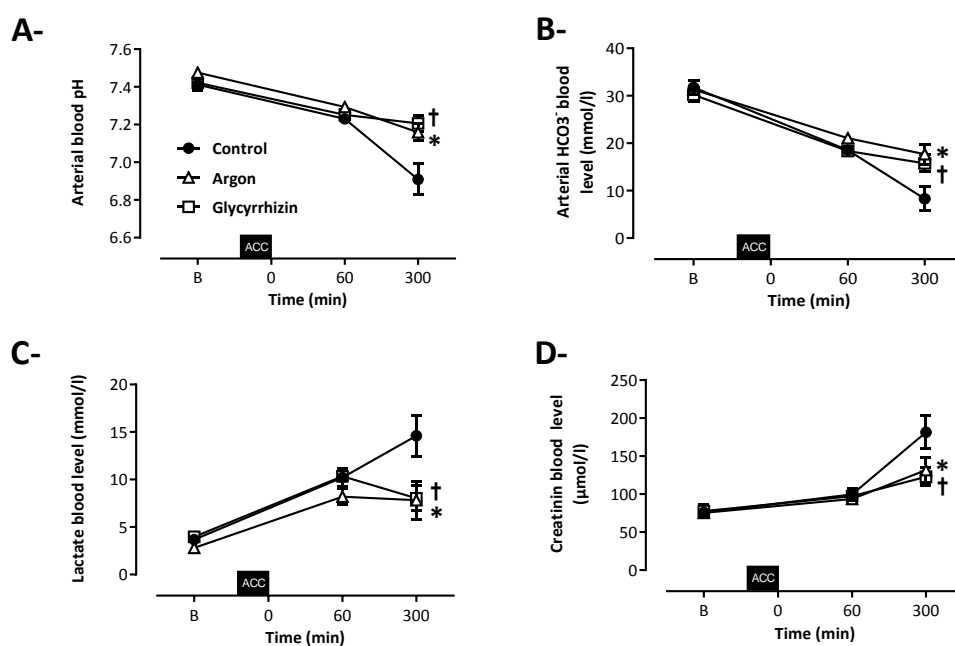 A-
Arterial blood pH
7.6
7.4
7.2
7.0
6.8
6.6
Control
Argon
Glycyrrhizin
†
*
ACC
B 0 60 300
Time (min)
B-
Arterial HCO3⁻ blood
level (mmol/l)
40
30
20
10
0
*
†
ACC
B 0 60 300
Time (min)
C-
Lactate blood level (mmol/l)
20
15
10
5
0
†
*
ACC
B 0 60 300
Time (min)
D-
Creatinin blood level
(μmol/l)
250
200
150
100
50
0
*
†
ACC
B 0 60 300
Time (min)